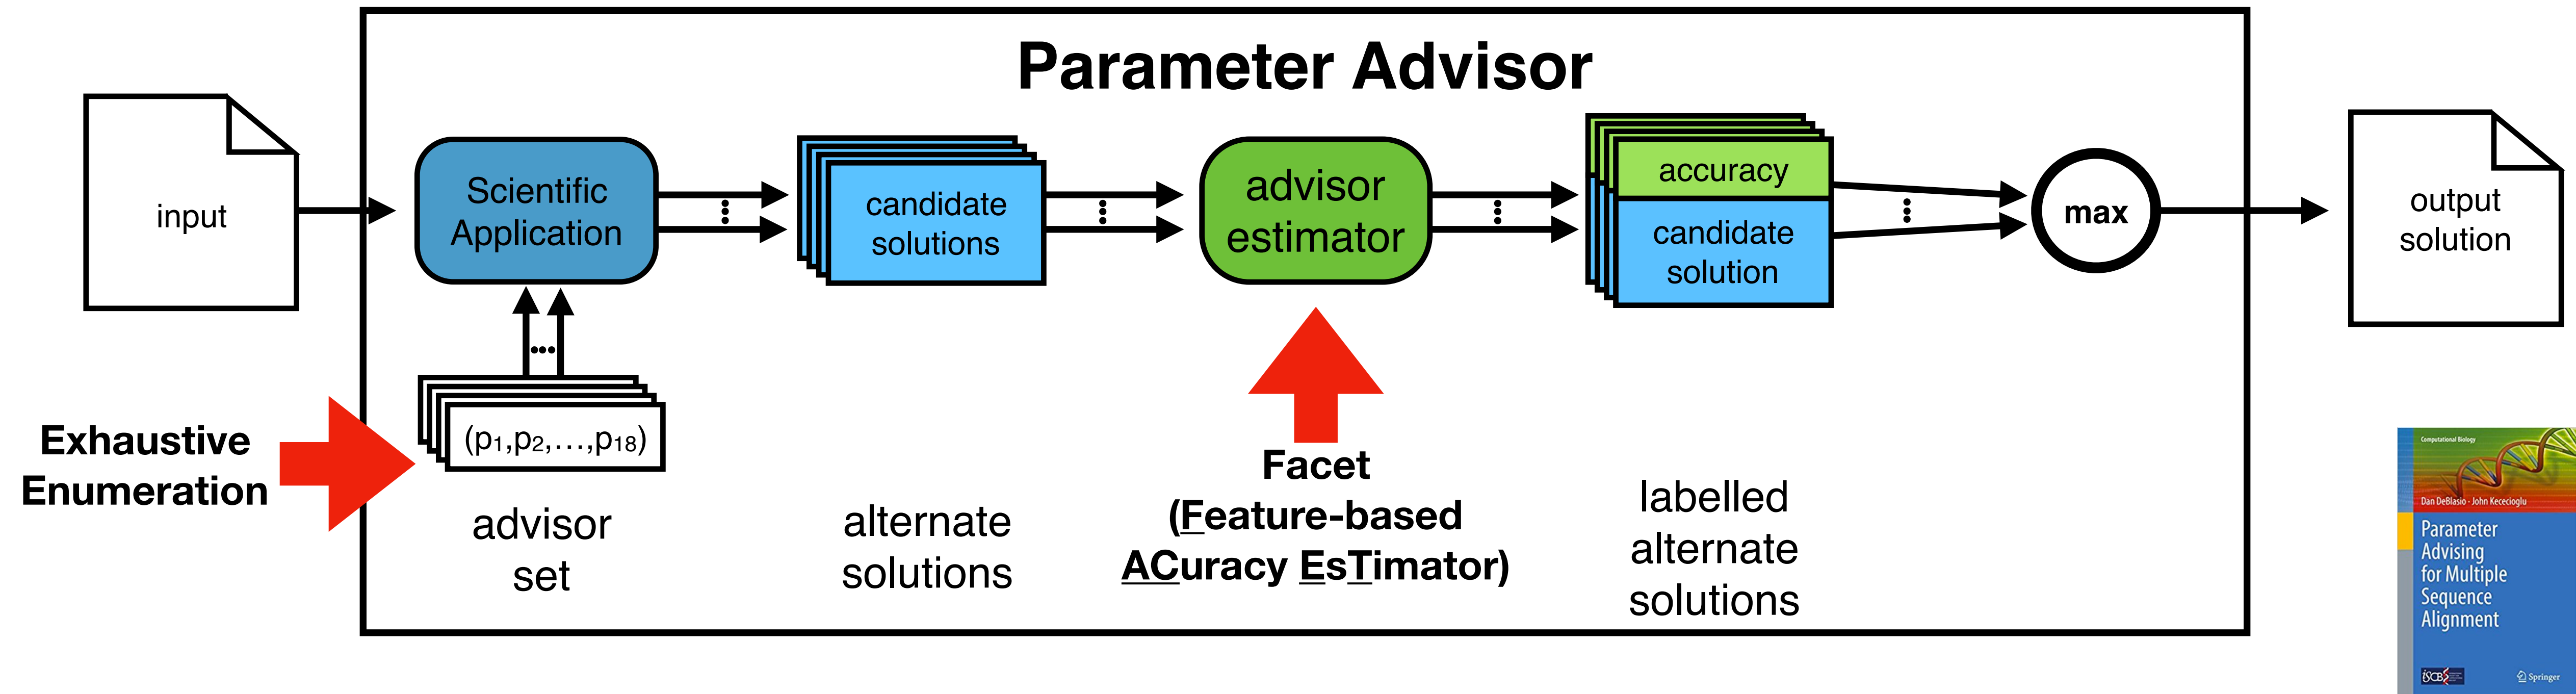 Parameter Advisor
input
Scientific
Application
candidate
solutions
advisor
estimator
accuracy
candidate
solution
max
output
solution
Exhaustive
Enumeration
(p₁,p₂,…,p₁₈)
advisor
set
alternate
solutions
Facet
(Feature-based
ACuracy EsTimator)
labelled
alternate
solutions
Computational Biology
Dan DeBlasio · John Kececioglu
Parameter
Advising
for Multiple
Sequence
Alignment
ISCB
Springer